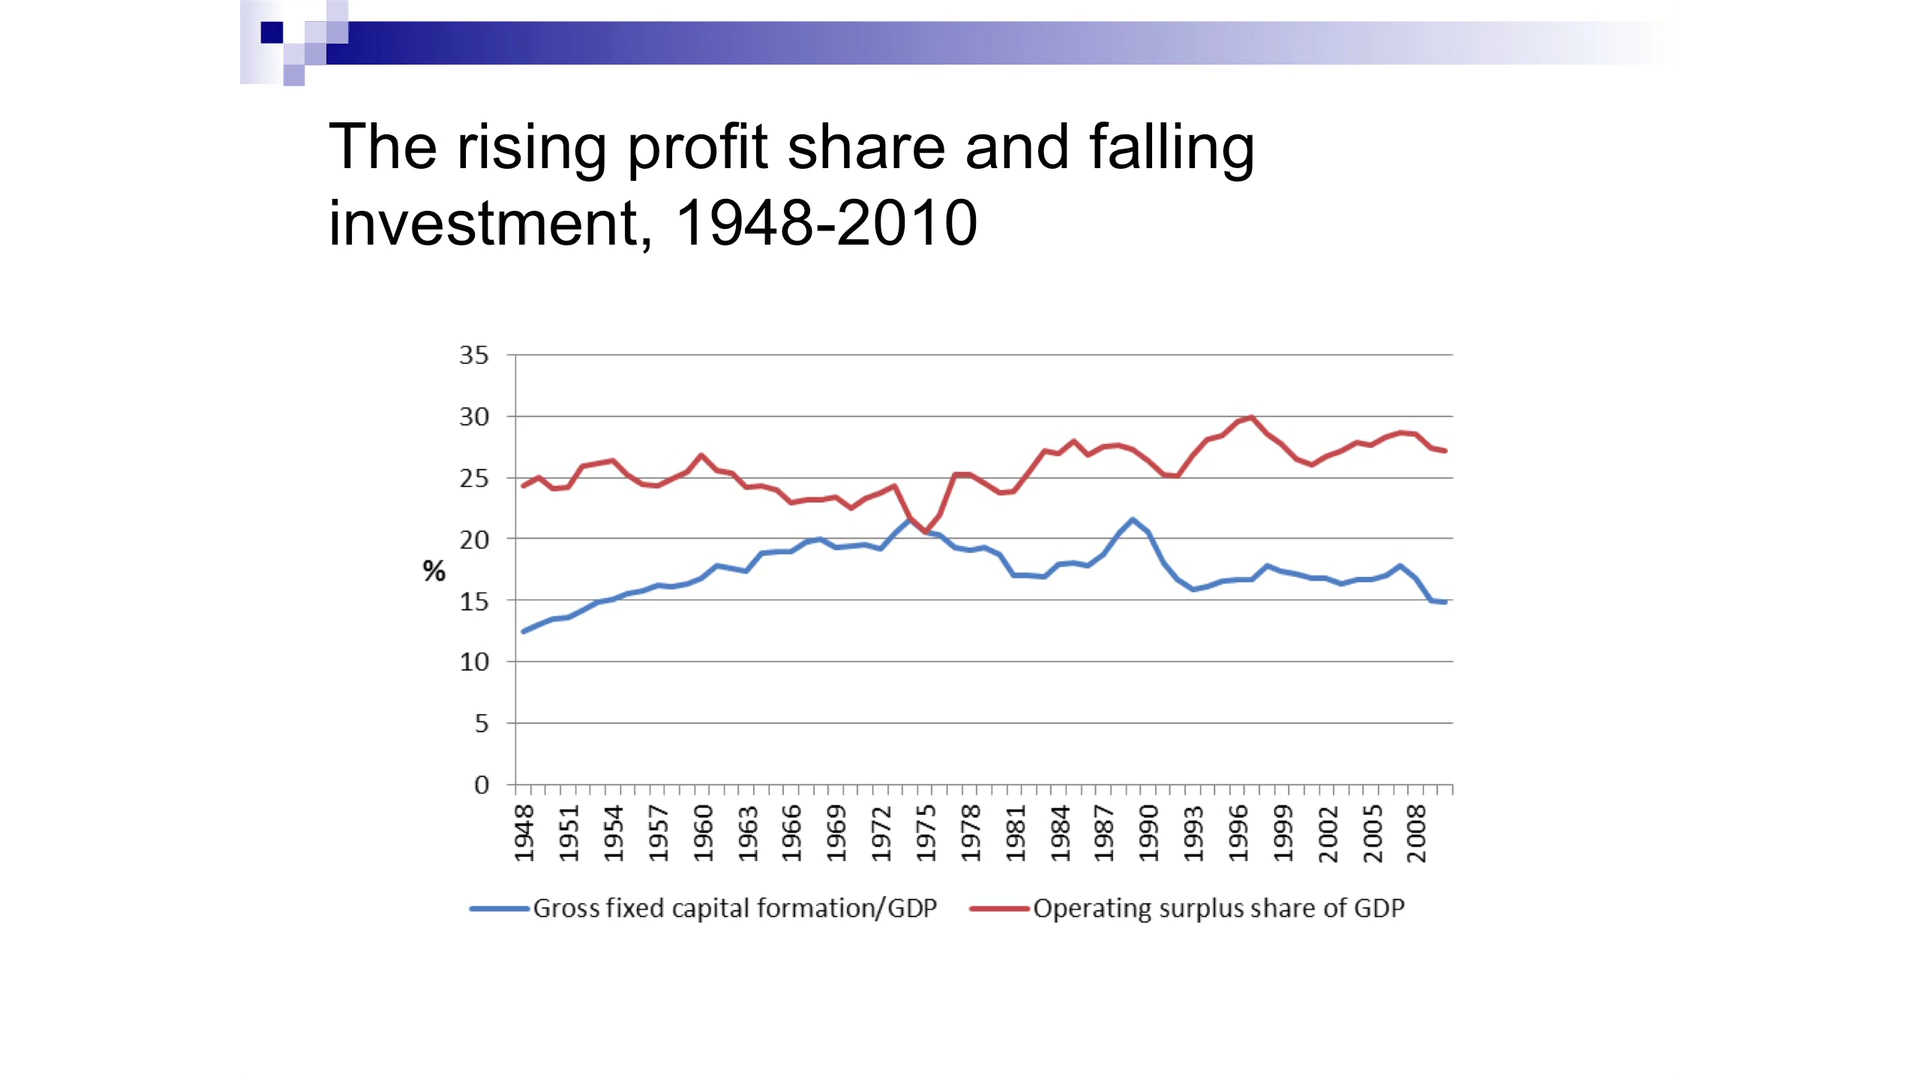 The rising profit share and falling
investment, 1948-2010
35
30
25
20
%
15
10
5
0
1948 1951 1954 1957 1960 1963 1966 1969 1972 1975 1978 1981 1984 1987 1990 1993 1996 1999 2002 2005 2008
Gross fixed capital formation/GDP Operating surplus share of GDP